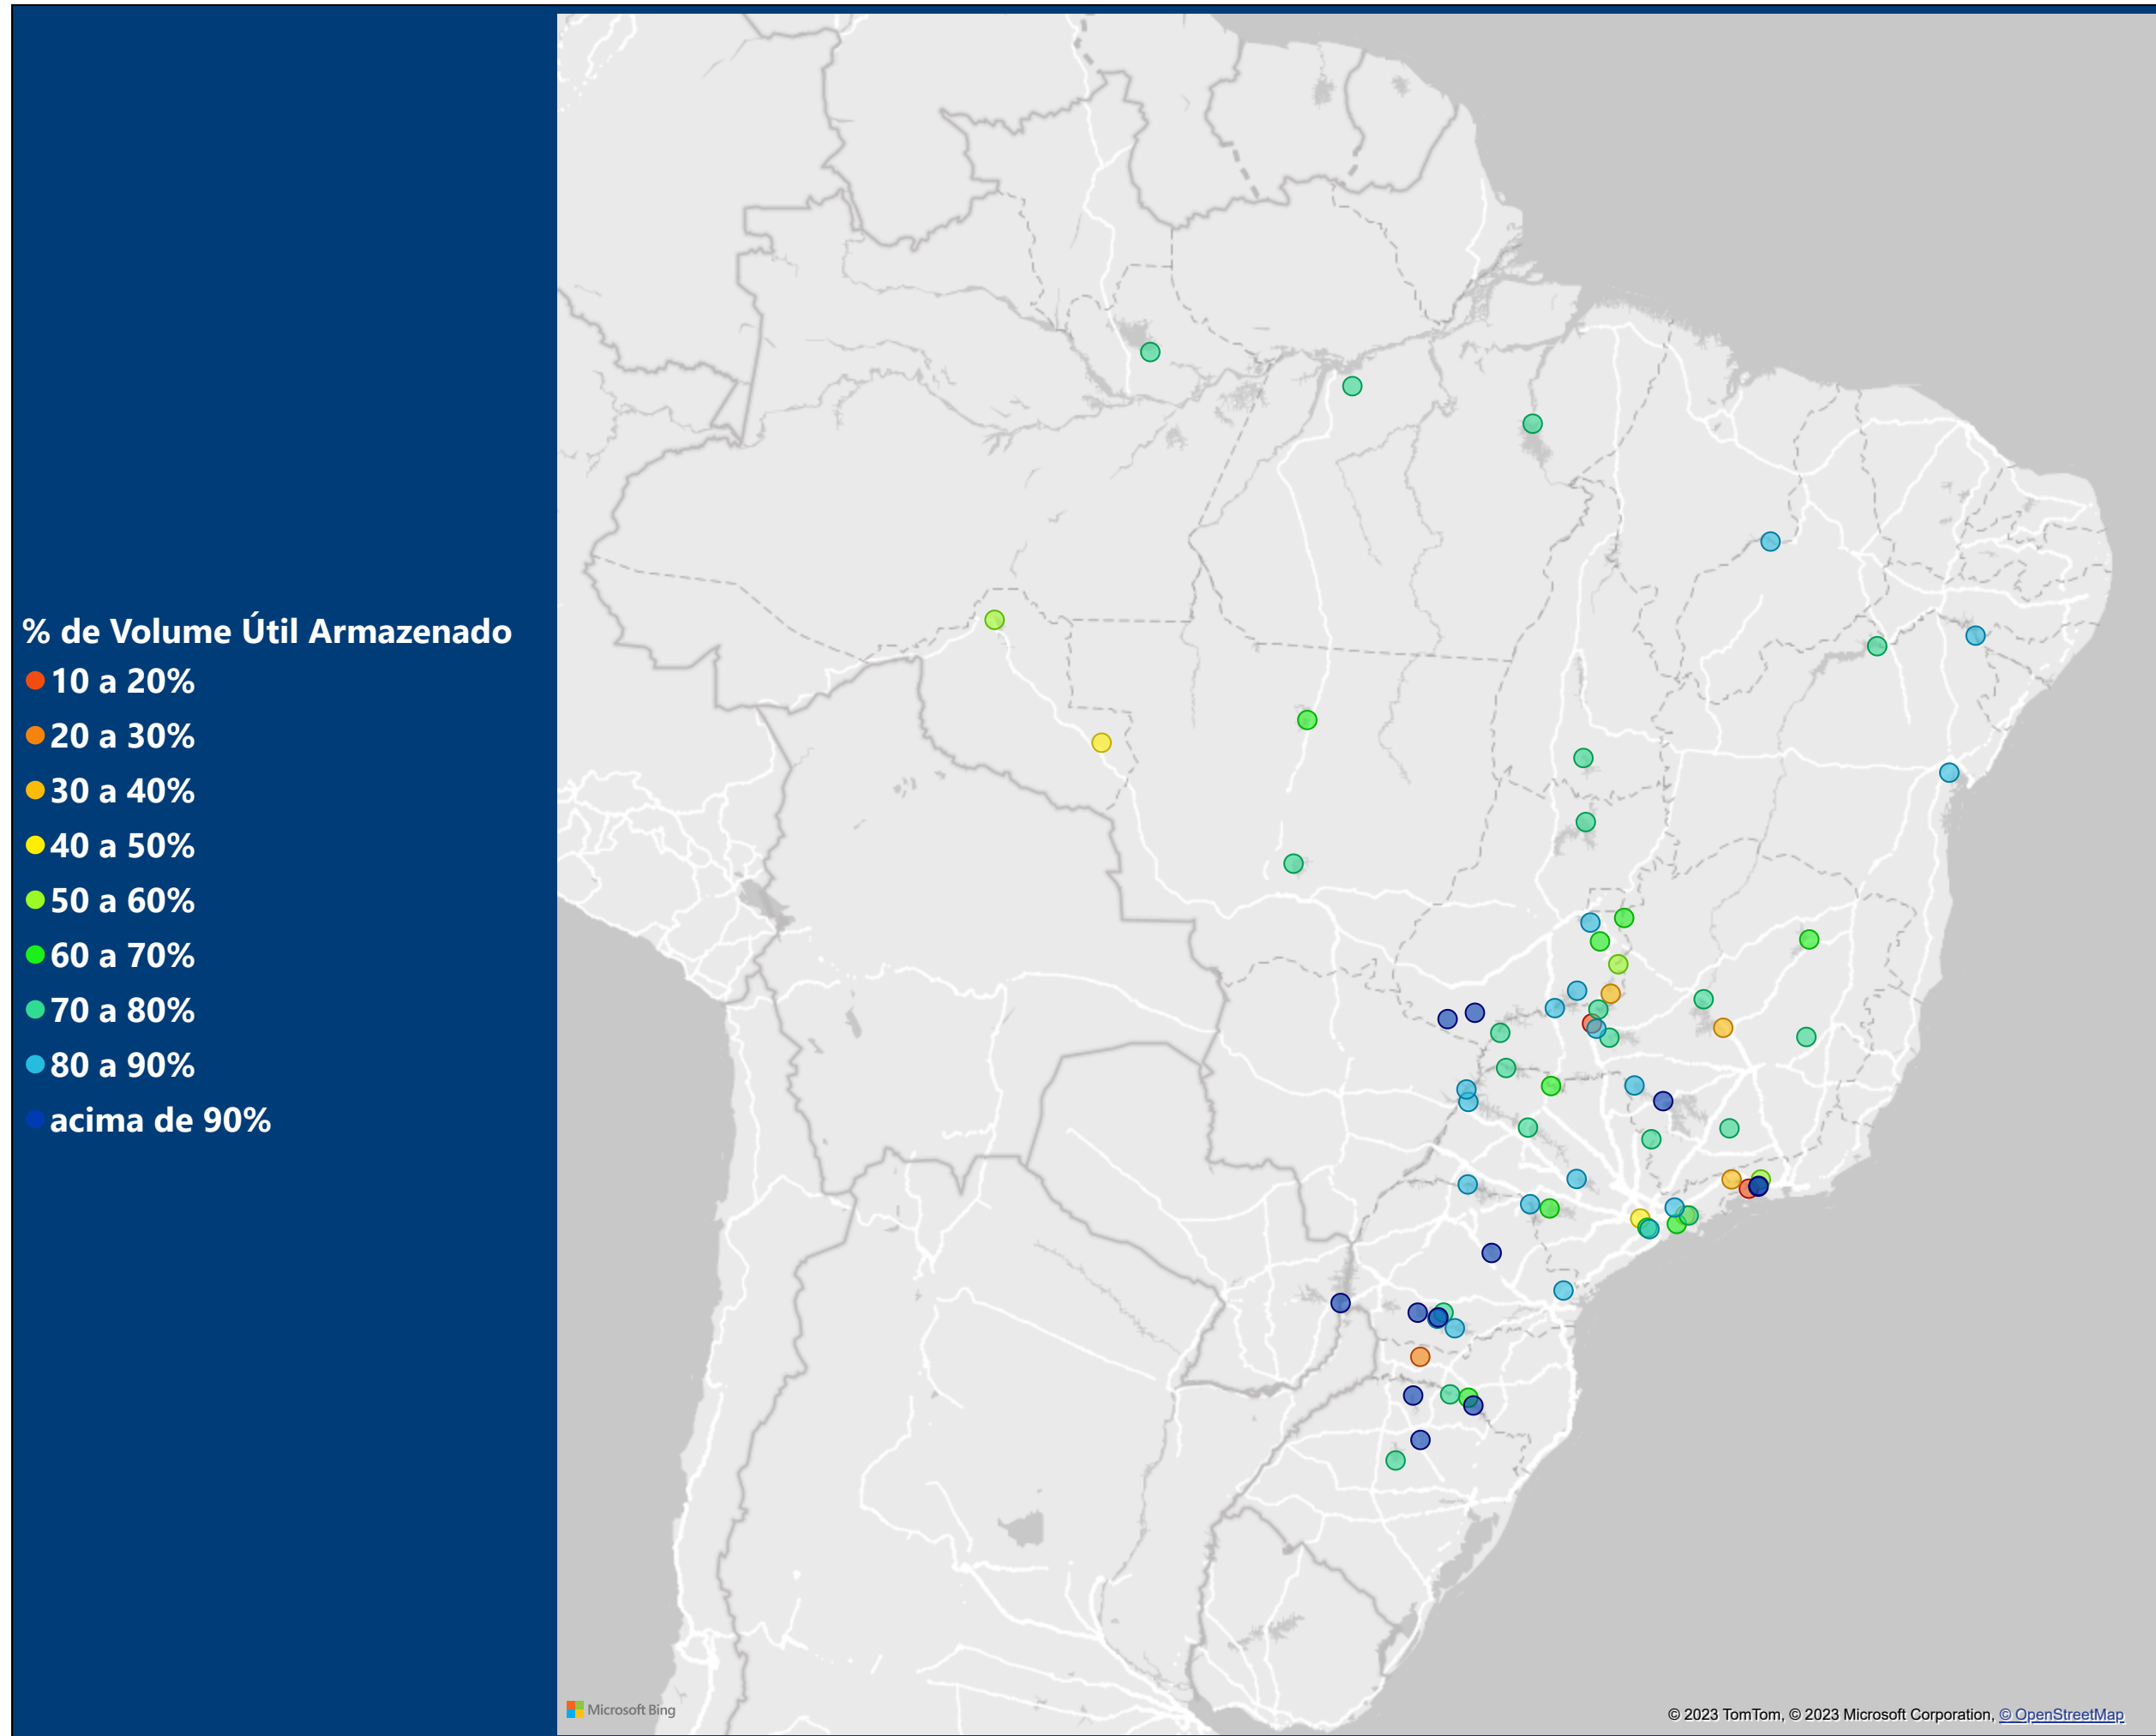 % de Volume Útil Armazenado
10 a 20%
20 a 30%
30 a 40%
40 a 50%
50 a 60%
60 a 70%
70 a 80%
80 a 90%
acima de 90%
Microsoft Bing
© 2023 TomTom, © 2023 Microsoft Corporation, © OpenStreetMap